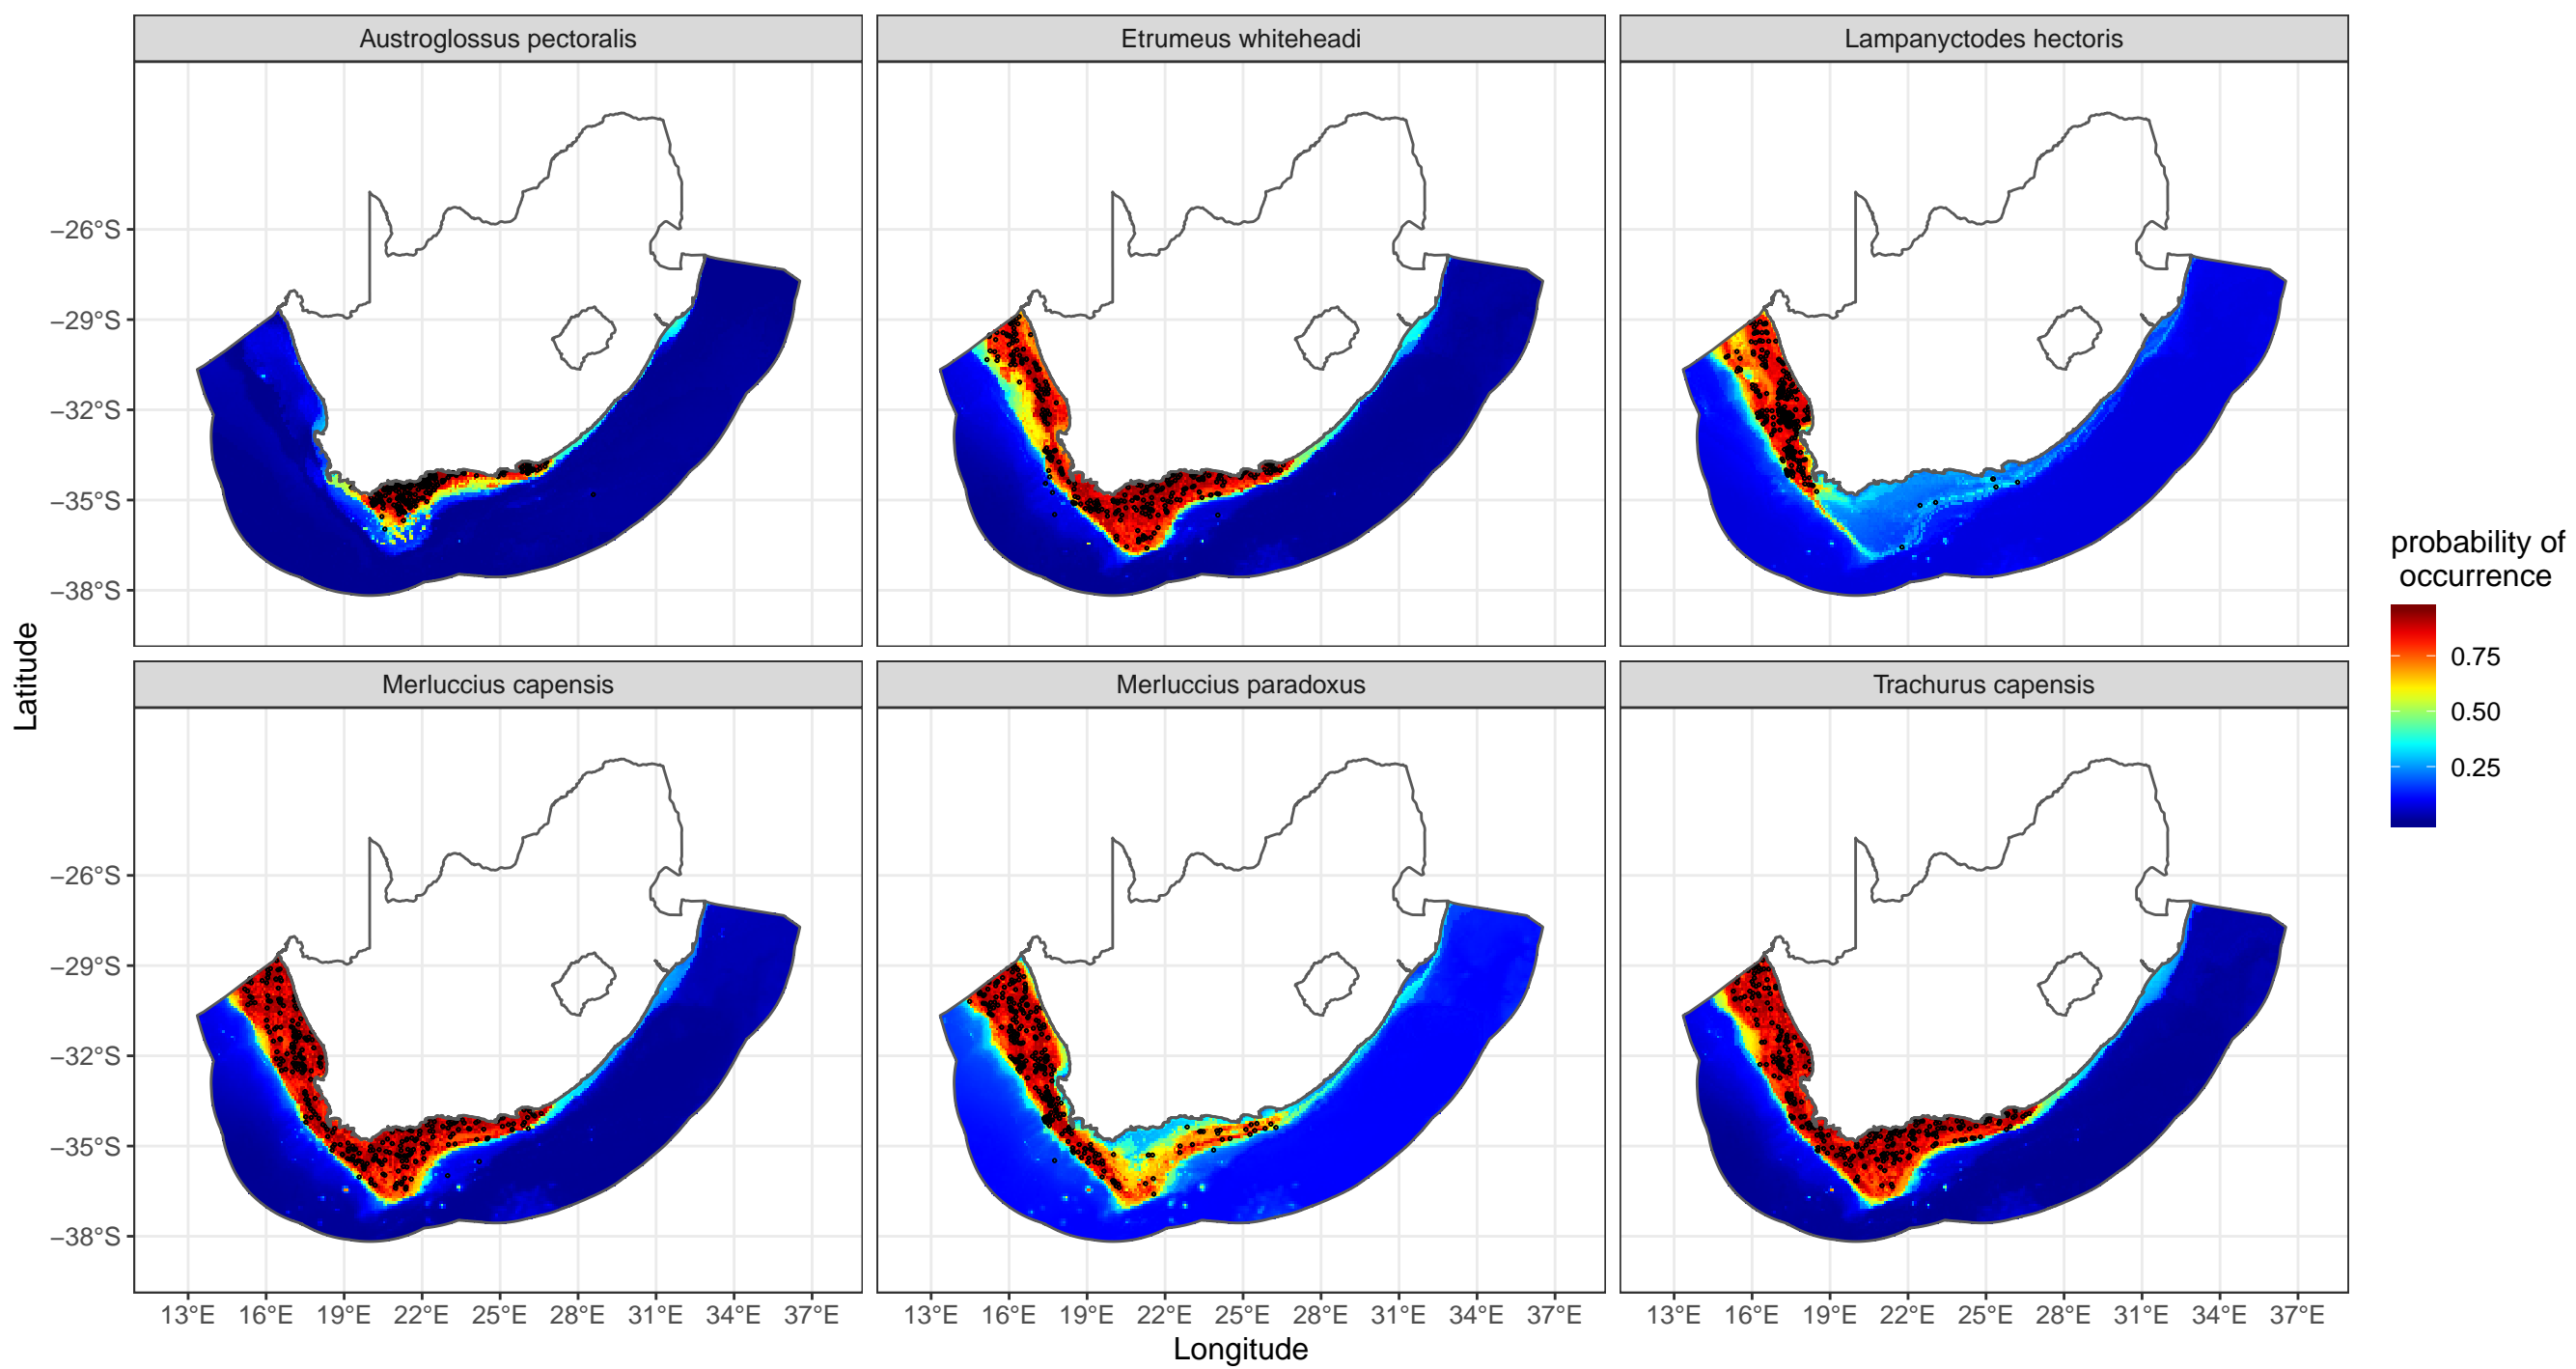 Austroglossus pectoralis
Etrumeus whiteheadi
Lampanyctodes hectoris
−26°S
−29°S
−32°S
−35°S
−38°S
Merluccius capensis
Merluccius paradoxus
Trachurus capensis
−26°S
−29°S
−32°S
−35°S
−38°S
13°E 16°E 19°E 22°E 25°E 28°E 31°E 34°E 37°E
13°E 16°E 19°E 22°E 25°E 28°E 31°E 34°E 37°E
13°E 16°E 19°E 22°E 25°E 28°E 31°E 34°E 37°E
Longitude
Latitude
probability of
occurrence
0.75
0.50
0.25